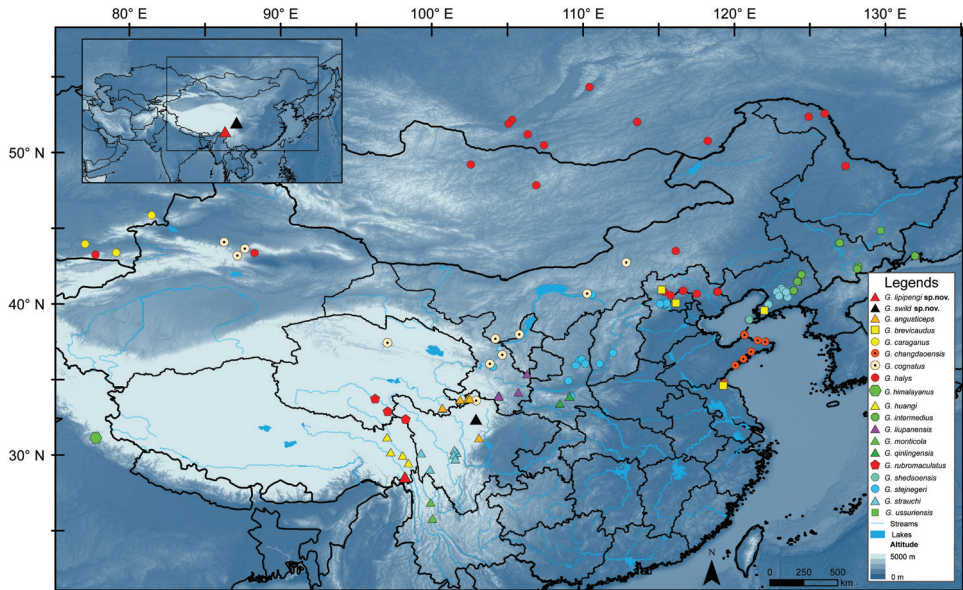 80° E
90° E
100° E
110° E
120° E
130° E
50° N
40° N
30° N
Legends
G. lipipengi sp.nov.
G. swild sp.nov.
G. angusticeps
G. brevicaudus
G. caraganus
G. changdaoensis
G. cognatus
G. halys
G. himalayanus
G. huangi
G. intermedius
G. liupanensis
G. monticola
G. qinlingensis
G. rubromaculatus
G. shedaoensis
G. stejnegeri
G. strauchi
G. ussuriensis
Streams
Lakes
Altitude
5000 m
0 m
N
0 250 500
km